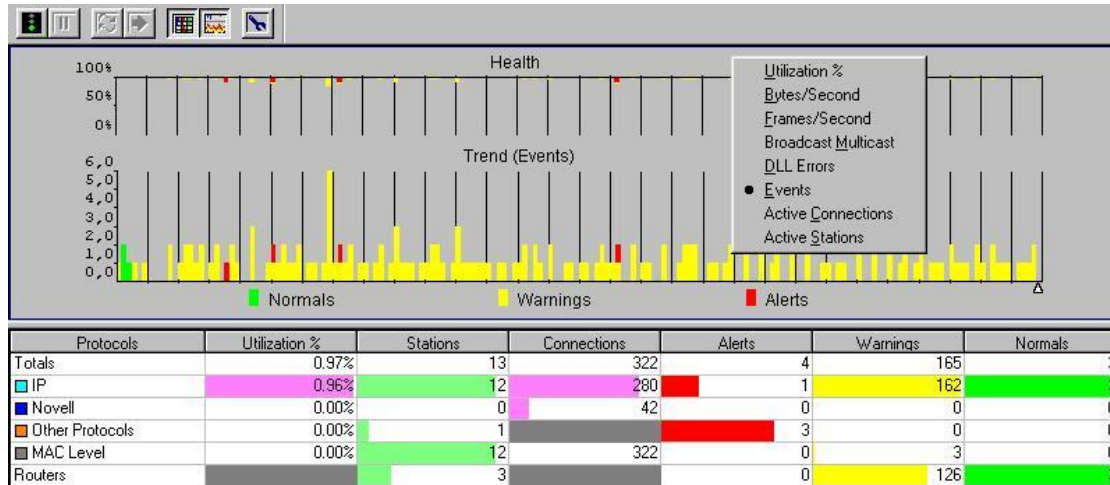 Health
100%
50%
0%
Utilization %
Bytes/Second
Frames/Second
Broadcast Multicast
DLL Errors
Events
Active Connections
Active Stations
Trend (Events)
6,0
5,0
4,0
3,0
2,0
1,0
0,0
Normals Warnings Alerts
Protocols Utilization % Stations Connections Alerts Warnings Normals
Totals 0.97% 13 322 4 165
IP 0.96% 12 280 1 162
Novell 0.00% 0 42 0 0
Other Protocols 0.00% 1 3 0
MAC Level 0.00% 12 322 0 3
Routers 3 0 126